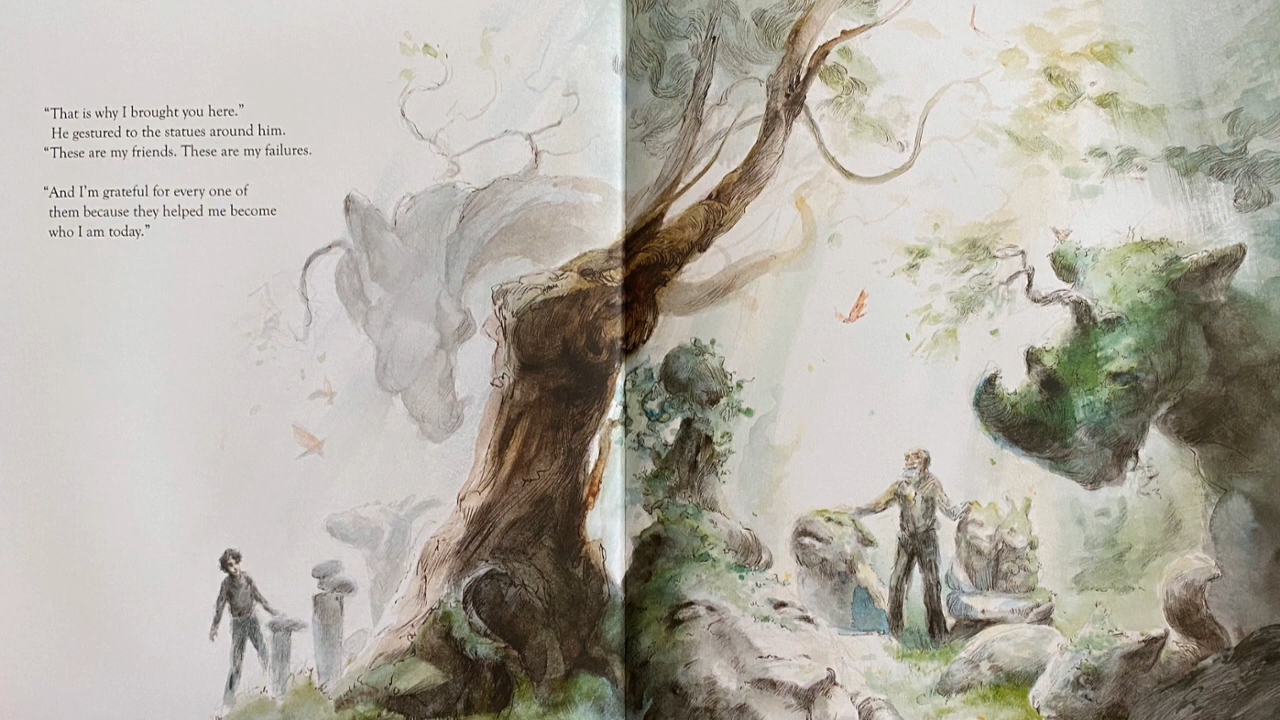 “That is why I brought you here.”
He gestured to the statues around him.
“These are my friends. These are my failures.
“And I’m grateful for every one of
them because they helped me become
who I am today.”